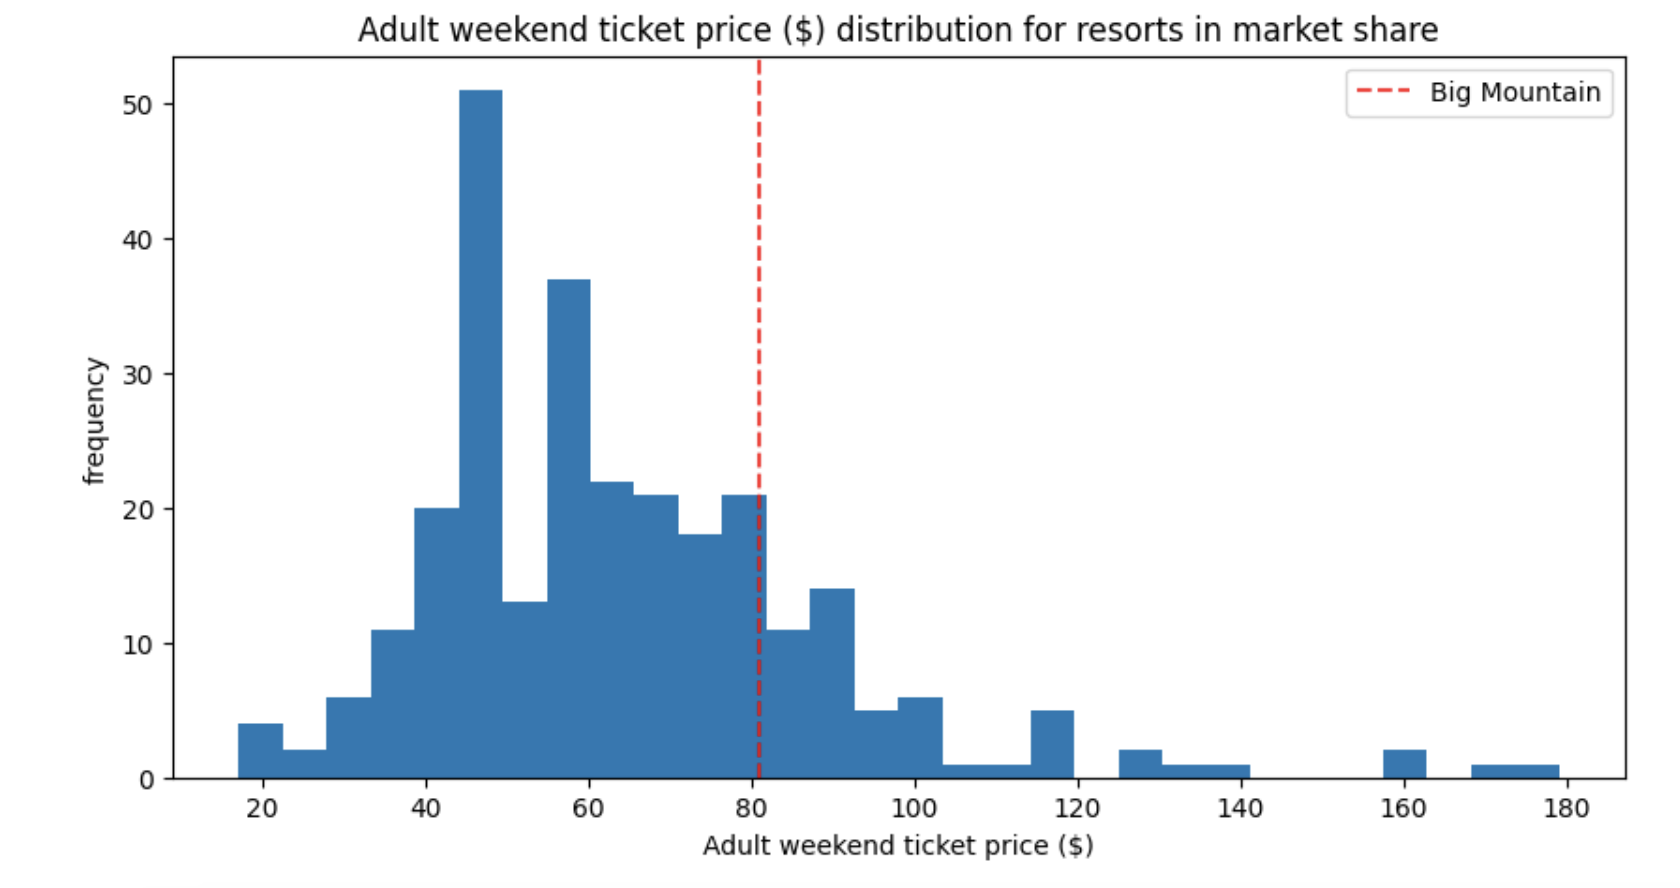 Adult weekend ticket price ($) distribution for resorts in market share
Big Mountain
50
40
30
20
10
0
frequency
20 40 60 80 100 120 140 160 180
Adult weekend ticket price ($)